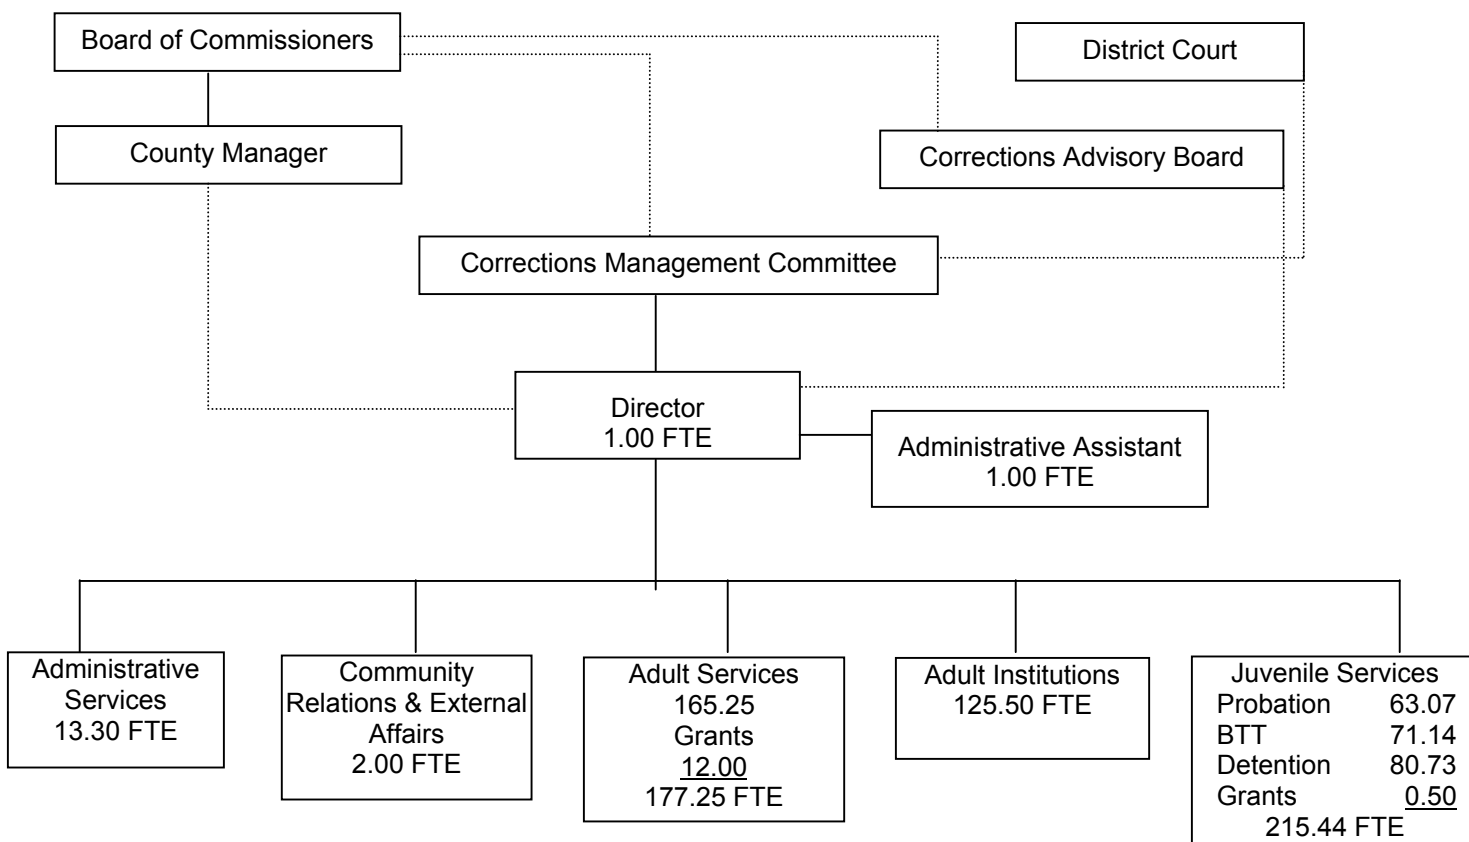 Board of Commissioners
District Court
County Manager
Corrections Advisory Board
Corrections Management Committee
Director
1.00 FTE
Administrative Assistant
1.00 FTE
Administrative
Services
13.30 FTE
Community
Relations & External
Affairs
2.00 FTE
Adult Services
165.25
Grants
12.00
177.25 FTE
Adult Institutions
125.50 FTE
Juvenile Services
Probation 63.07
BTT 71.14
Detention 80.73
Grants 0.50
215.44 FTE